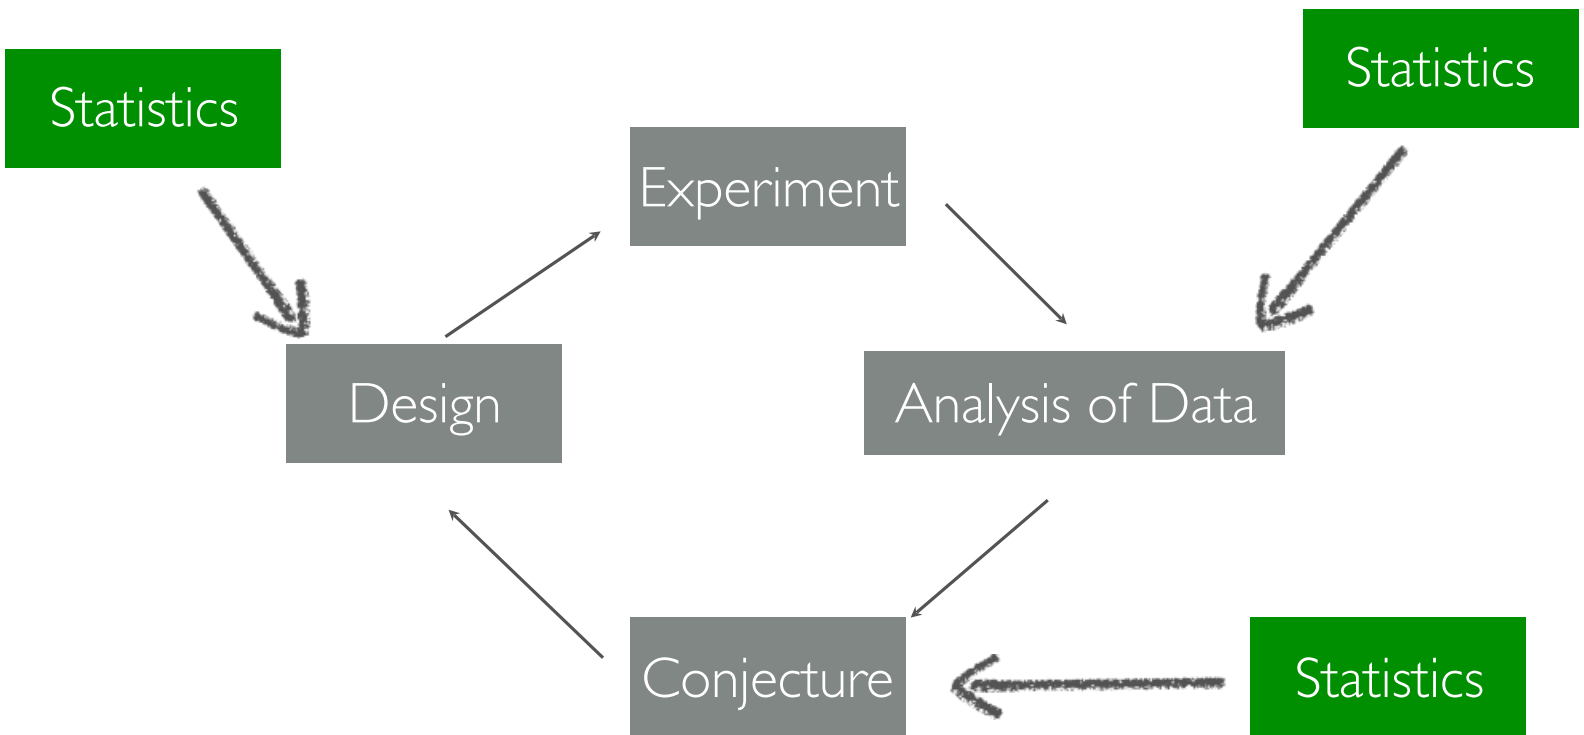 Statistics
Statistics
Experiment
Design
Analysis of Data
Conjecture
Statistics